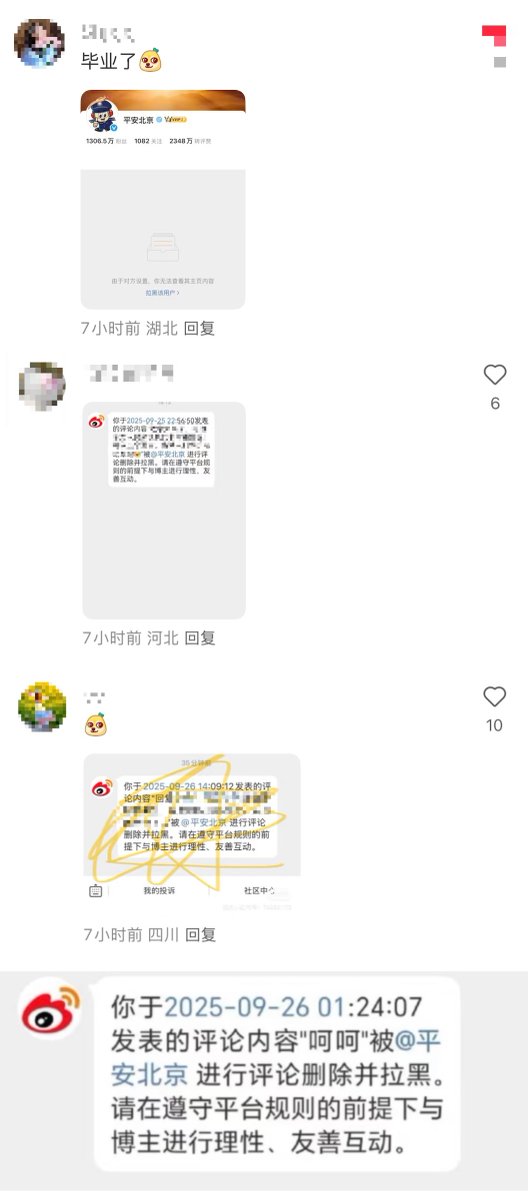 毕业了
平安北京
1306.5万 粉丝 1082 关注 2348万 转评赞
由于对方设置，你无法查看其主页内容
拉黑该用户 >
7小时前 湖北 回复
你于2025-09-25 22:56:50发表
的评论内容
"被@平安北京 进行评
论删除并拉黑。请在遵守平台规
则的前提下与博主进行理性、友
善互动。
6
7小时前 河北 回复
35分钟前
你于 2025-09-26 14:09:12 发表的评
论内容"回复
"被 @平安北京 进行评论
删除并拉黑。请在遵守平台规则的前
提下与博主进行理性、友善互动。
10
我的投诉 社区中心
7小时前 四川 回复
你于2025-09-26 01:24:07
发表的评论内容"呵呵"被@平
安北京 进行评论删除并拉黑。
请在遵守平台规则的前提下与
博主进行理性、友善互动。